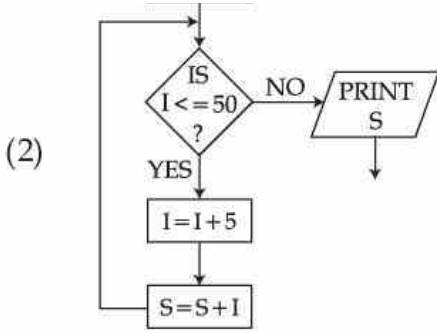 (2)
IS
I <= 50
?
NO
PRINT
S
YES
I = I + 5
S = S + I